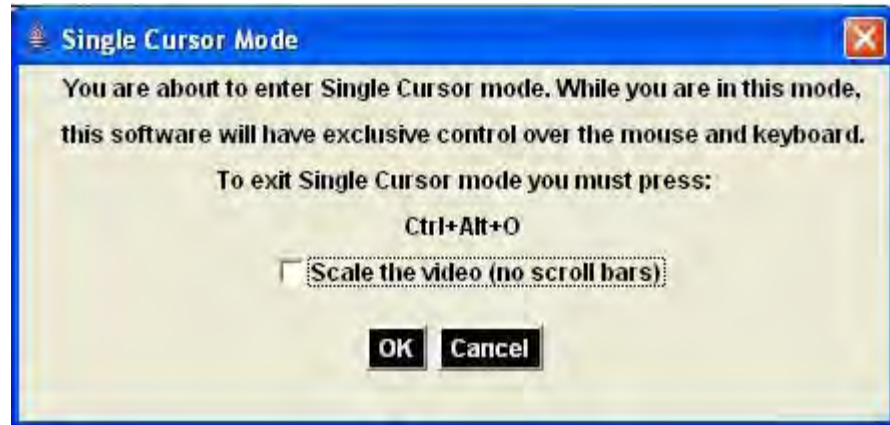 Single Cursor Mode
You are about to enter Single Cursor mode. While you are in this mode,
this software will have exclusive control over the mouse and keyboard.
To exit Single Cursor mode you must press:
Ctrl+Alt+O
Scale the video (no scroll bars)
OK Cancel